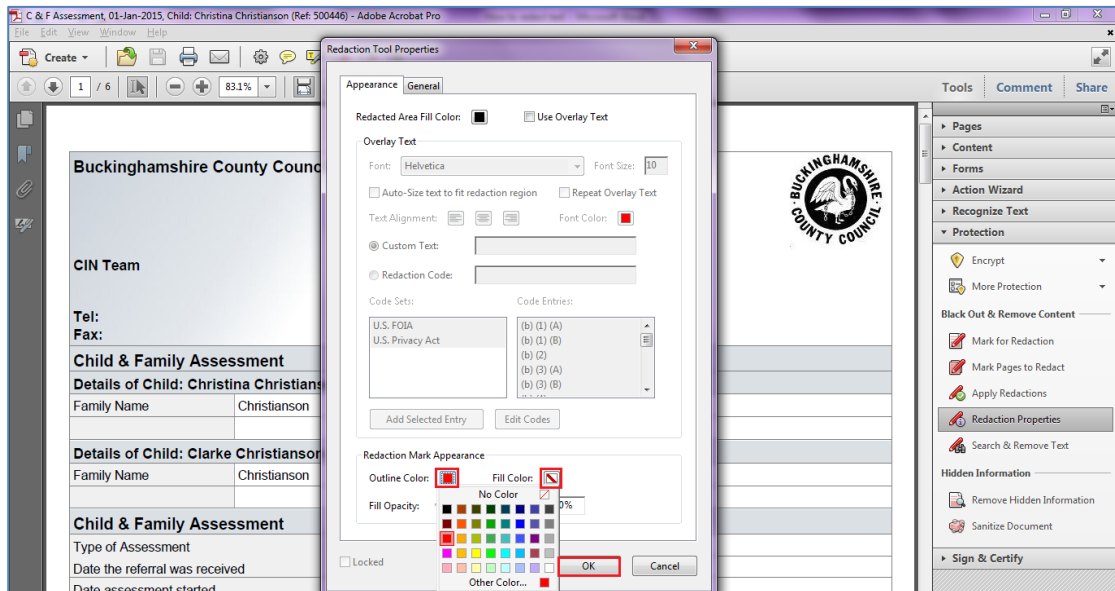 C & F Assessment, 01-Jan-2015, Child: Christina Christianson (Ref: 500446) - Adobe Acrobat Pro
File Edit View Window Help
Create
1 / 6 83.1%
Tools Comment Share
Redaction Tool Properties
Appearance General
Redacted Area Fill Color: Use Overlay Text
Overlay Text
Font: Helvetica Font Size: 10
Auto-Size text to fit redaction region Repeat Overlay Text
Text Alignment: Font Color:
Custom Text:
Redaction Code:
Code Sets: Code Entries:
U.S. FOIA
U.S. Privacy Act
(b) (1) (A)
(b) (1) (B)
(b) (2)
(b) (3) (A)
(b) (3) (B)
Add Selected Entry Edit Codes
Redaction Mark Appearance
Outline Color: Fill Color:
No Color
Fill Opacity: 0%
Other Color...
Locked OK Cancel
Buckinghamshire County Counc
BUCKINGHAMSHIRE
COUNTY COUNCIL
CIN Team
Tel:
Fax:
Child & Family Assessment
Details of Child: Christina Christians
Family Name Christianson
Details of Child: Clarke Christianson
Family Name Christianson
Child & Family Assessment
Type of Assessment
Date the referral was received
Date assessment started
Pages
Content
Forms
Action Wizard
Recognize Text
Protection
Encrypt
More Protection
Black Out & Remove Content
Mark for Redaction
Mark Pages to Redact
Apply Redactions
Redaction Properties
Search & Remove Text
Hidden Information
Remove Hidden Information
Sanitize Document
Sign & Certify